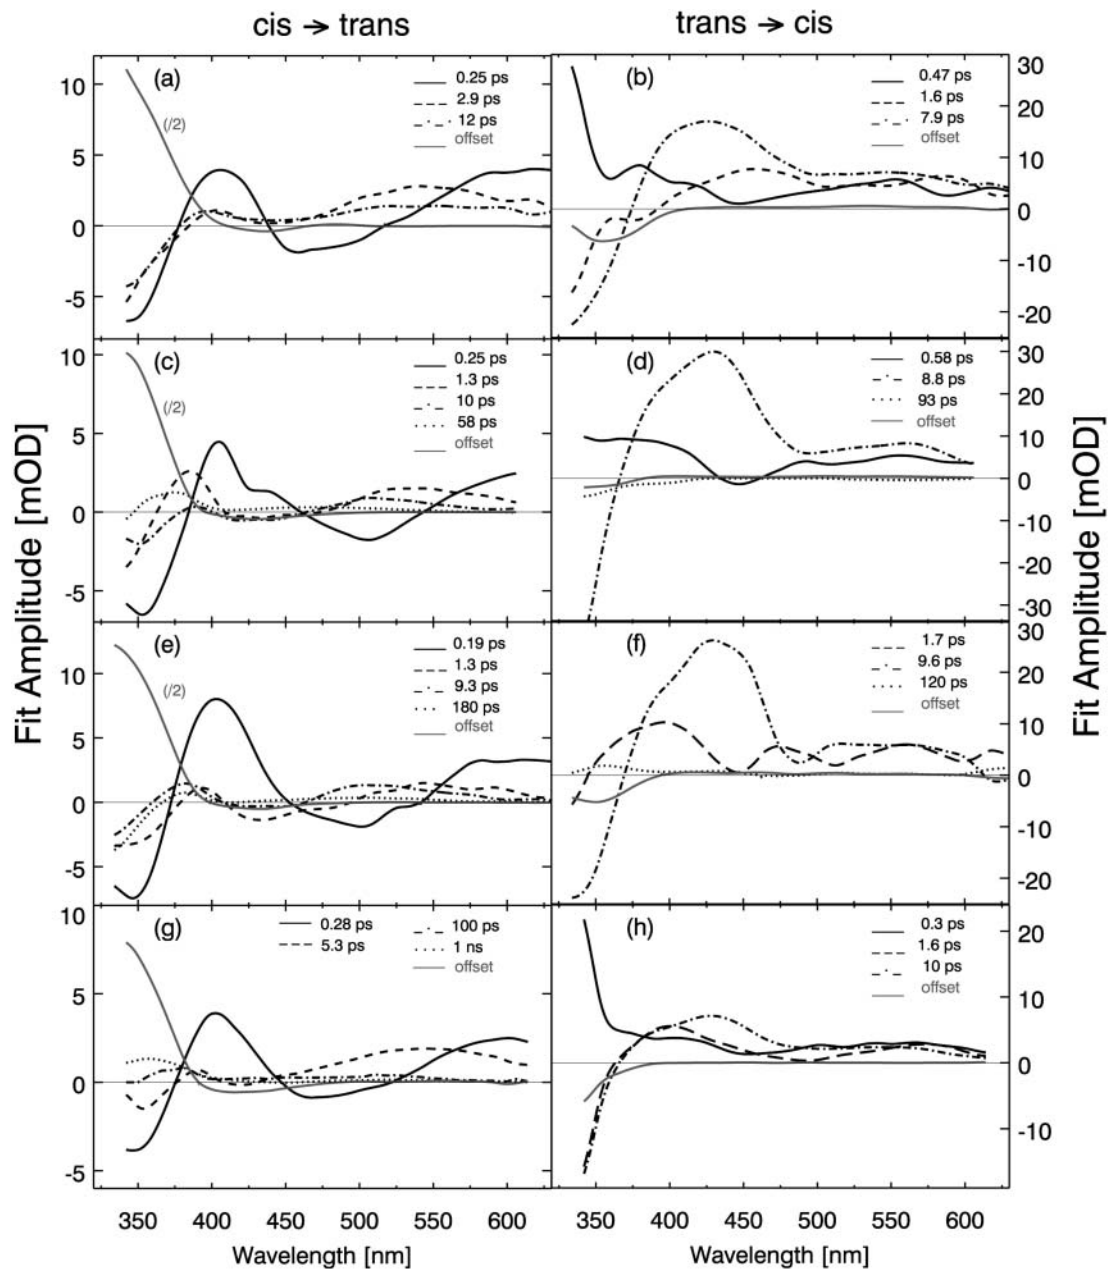 cis → trans
trans → cis
(a)
0.25 ps
2.9 ps
12 ps
offset
(/2)
10
5
0
-5
(b)
0.47 ps
1.6 ps
7.9 ps
offset
30
20
10
0
-10
-20
(c)
0.25 ps
1.3 ps
10 ps
58 ps
offset
(/2)
10
5
0
-5
(d)
0.58 ps
8.8 ps
93 ps
offset
30
20
10
0
-10
-20
-30
Fit Amplitude [mOD]
Fit Amplitude [mOD]
(e)
0.19 ps
1.3 ps
9.3 ps
180 ps
offset
(/2)
10
5
0
-5
(f)
1.7 ps
9.6 ps
120 ps
offset
30
20
10
0
-10
-20
(g)
0.28 ps 100 ps
5.3 ps 1 ns
offset
10
5
0
-5
(h)
0.3 ps
1.6 ps
10 ps
offset
20
10
0
-10
350 400 450 500 550 600
350 400 450 500 550 600
Wavelength [nm]
Wavelength [nm]